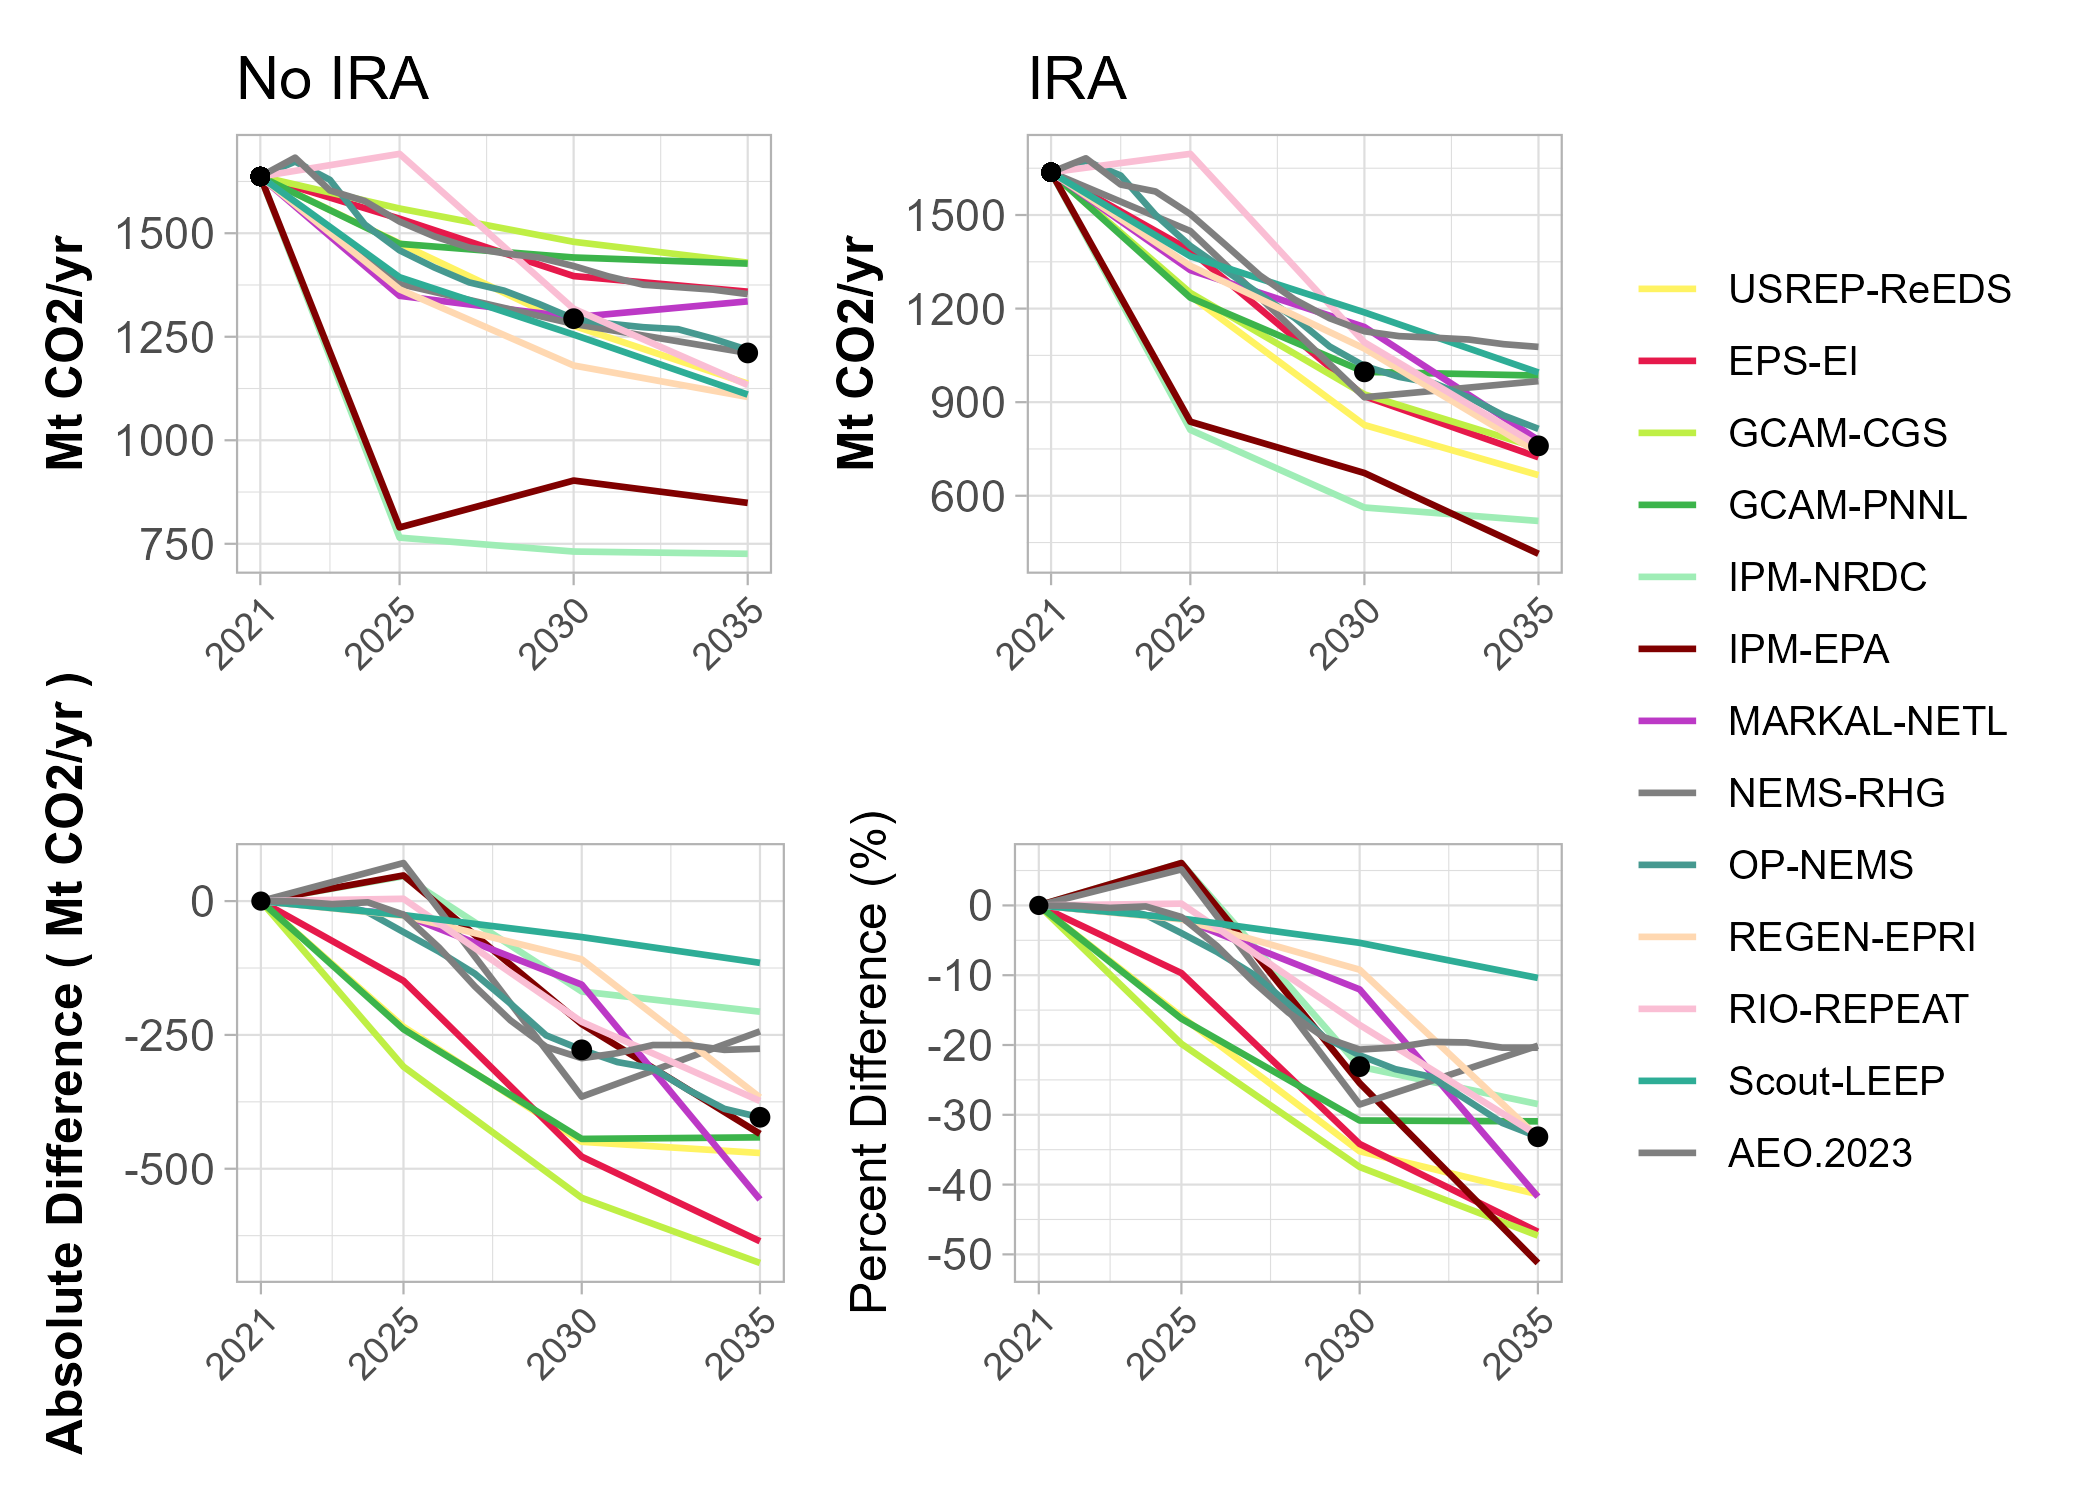 No IRA
Mt CO2/yr
1500
1250
1000
750
2021
2025
2030
2035
IRA
Mt CO2/yr
1500
1200
900
600
2021
2025
2030
2035
Absolute Difference ( Mt CO2/yr )
0
-250
-500
2021
2025
2030
2035
Percent Difference (%)
0
-10
-20
-30
-40
-50
2021
2025
2030
2035
USREP-ReEDS
EPS-EI
GCAM-CGS
GCAM-PNNL
IPM-NRDC
IPM-EPA
MARKAL-NETL
NEMS-RHG
OP-NEMS
REGEN-EPRI
RIO-REPEAT
Scout-LEEP
AEO.2023